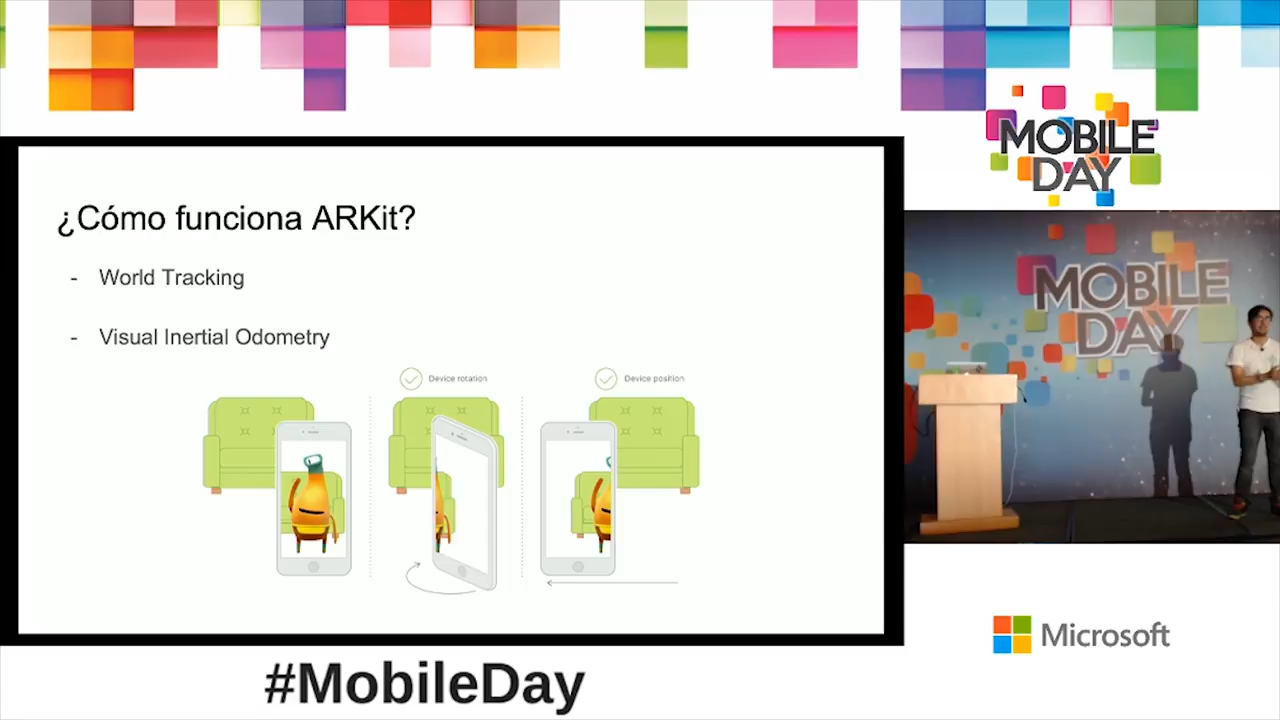 MOBILE
DAY
¿Cómo funciona ARKit?
- World Tracking
- Visual Inertial Odometry
Device rotation
Device position
MOBILE
DAY
Microsoft
#MobileDay